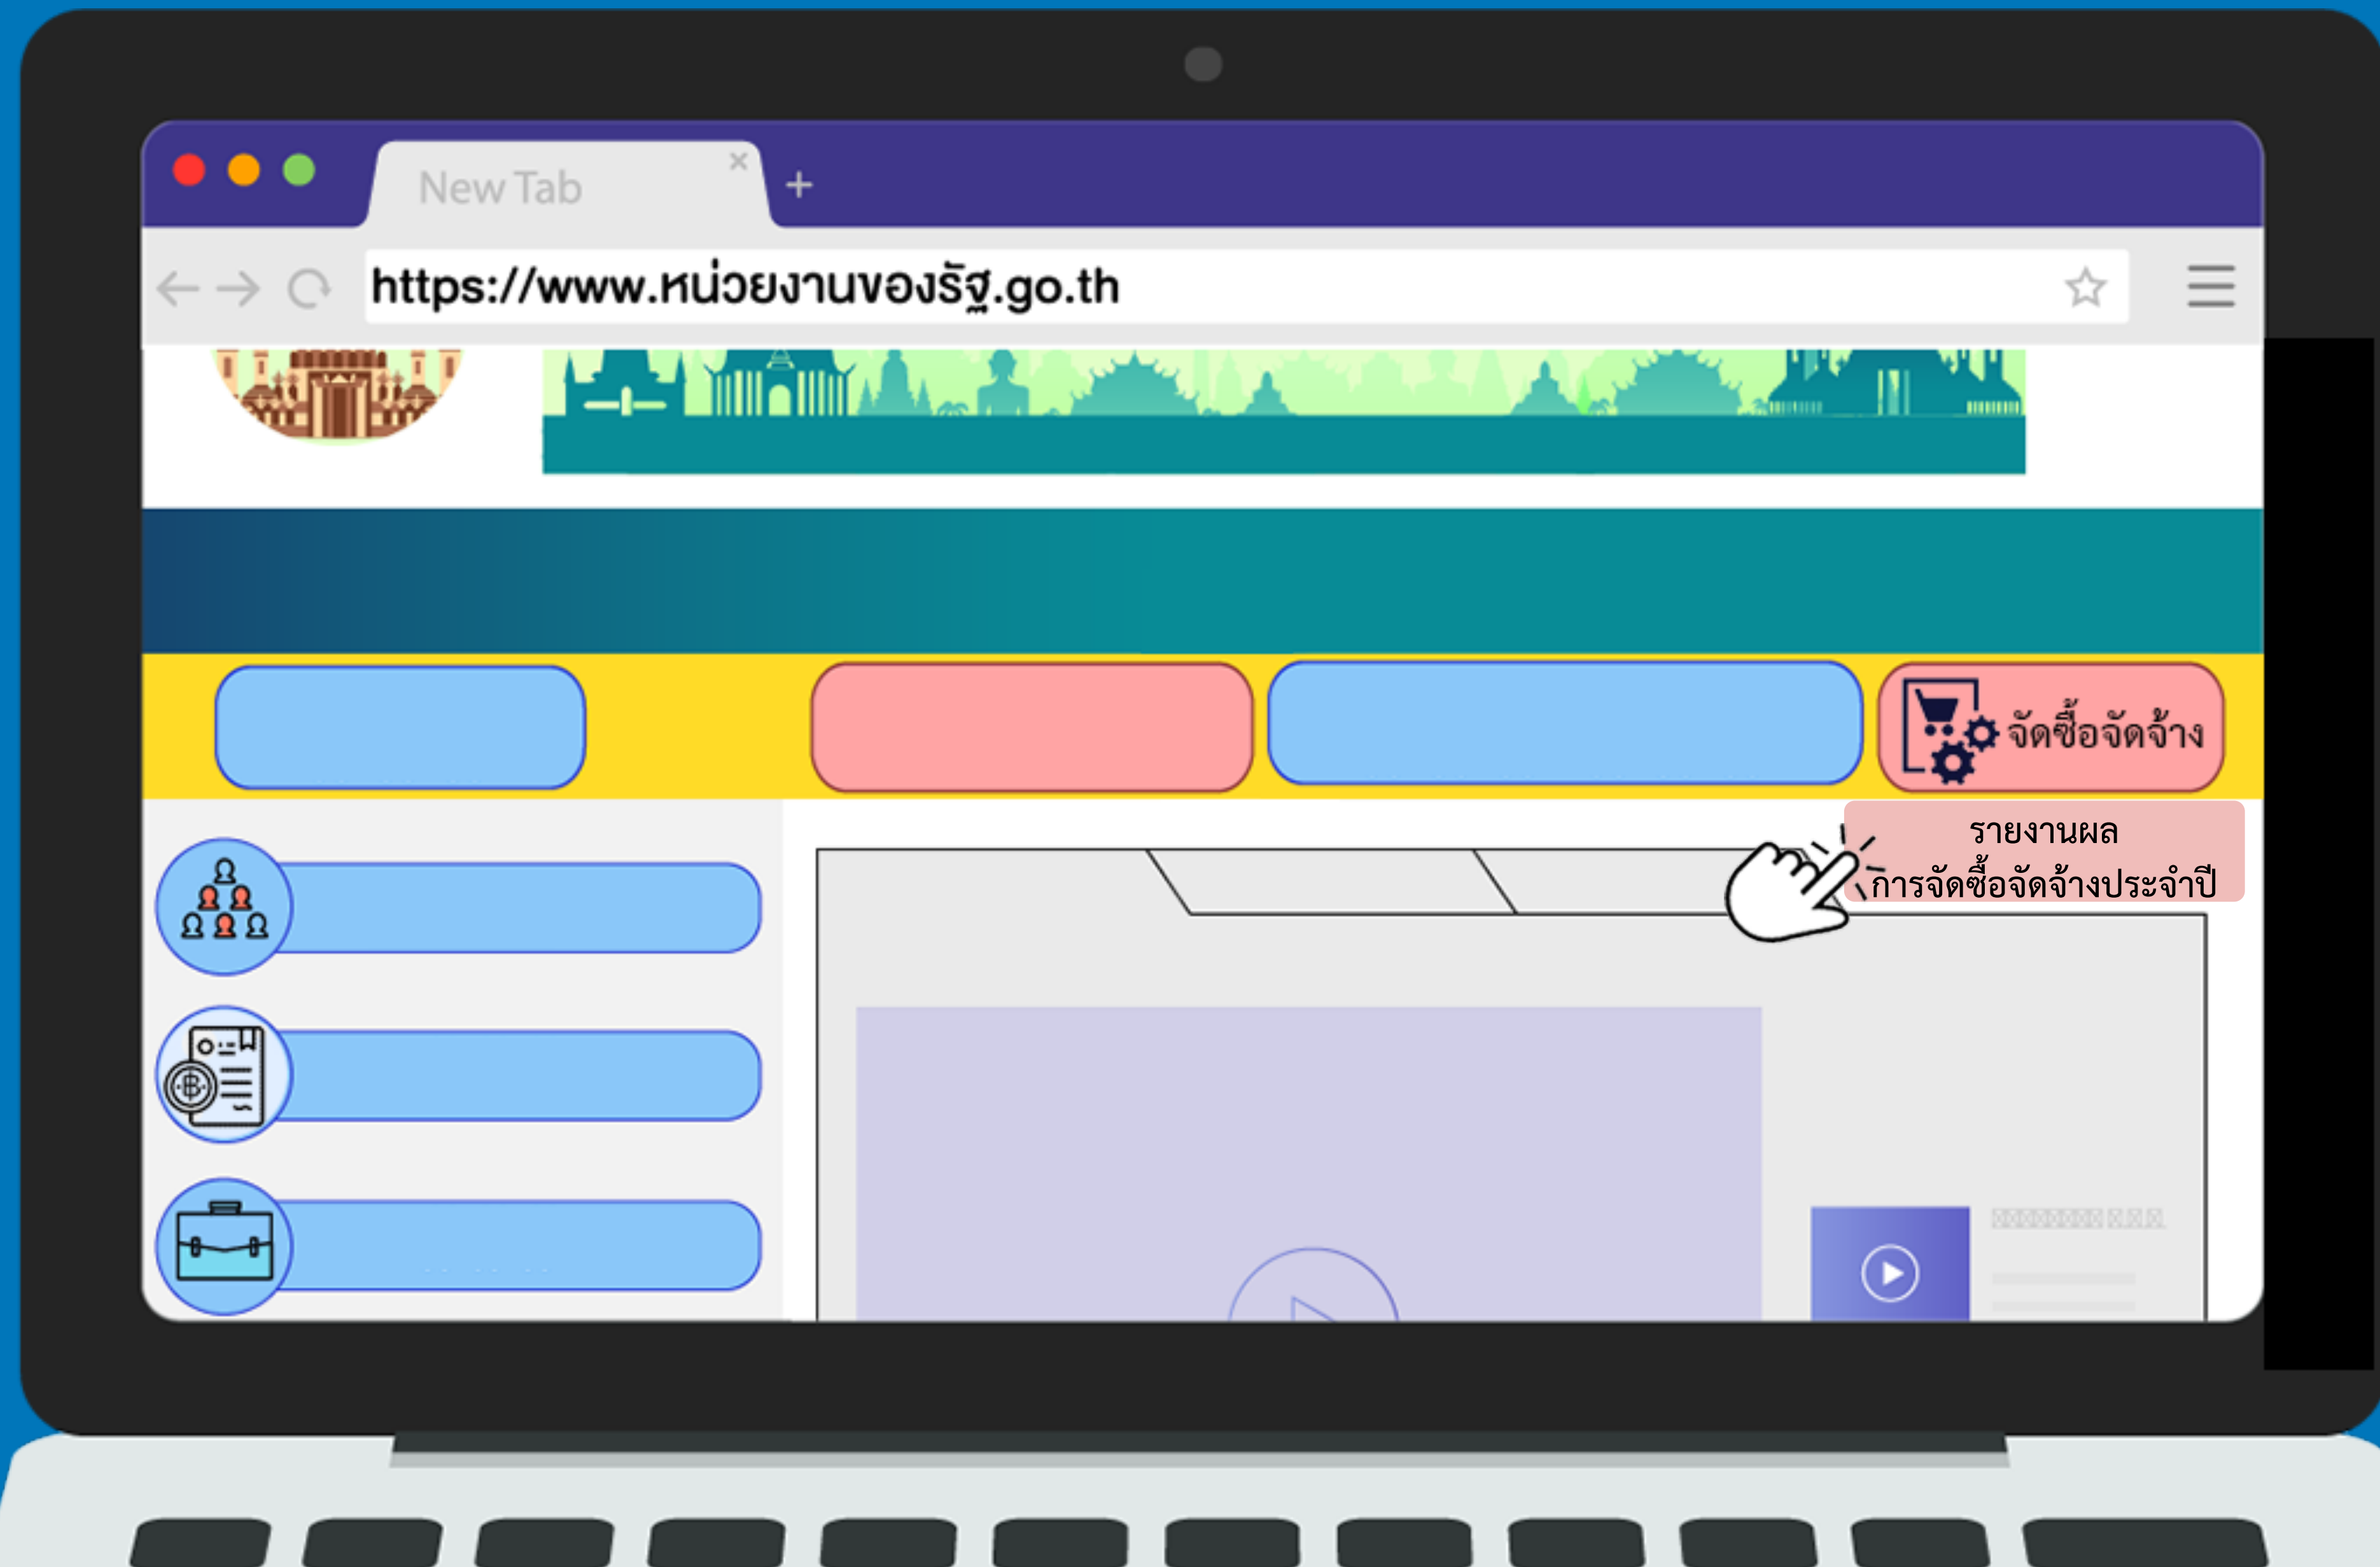 New Tab
https://www.หน่วยงานของรัฐ.go.th
จัดซื้อจัดจ้าง
รายงานผล
การจัดซื้อจัดจ้างประจำปี